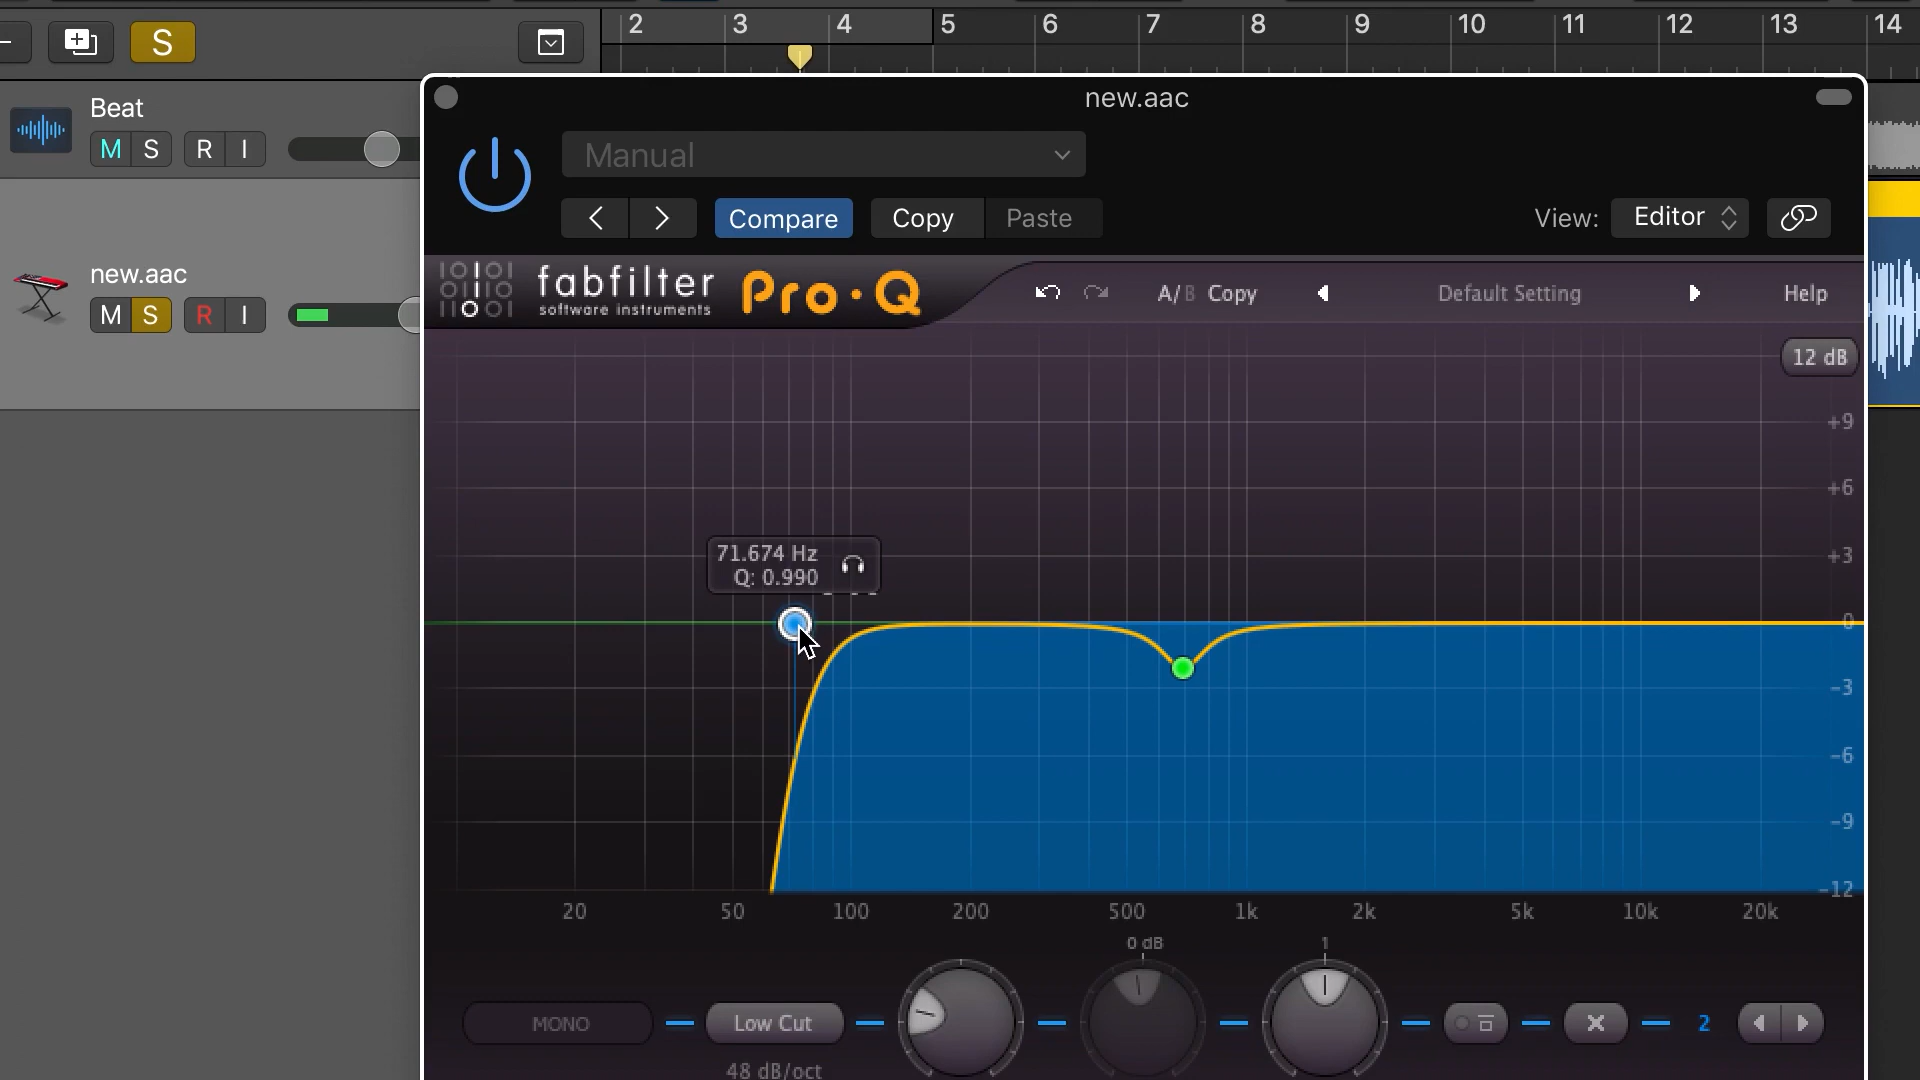 2 3 4 5 6 7 8 9 10 11 12 13 14
S
Beat
M S R I
new.aac
M S R I
new.aac
Manual
Compare Copy Paste
View: Editor
fabfilter
software instruments
Pro·Q
A/B Copy
Default Setting
Help
12 dB
+9
+6
+3
0
-3
-6
-9
-12
71.674 Hz
Q: 0.990
20 50 100 200 500 1k 2k 5k 10k 20k
0 dB 1
MONO
Low Cut
2
48 dB/oct